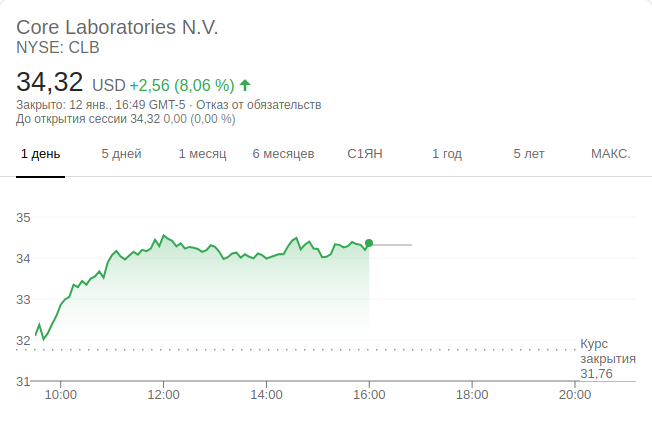 Core Laboratories N.V.
NYSE: CLB
34,32 USD +2,56 (8,06 %)
Закрыто: 12 янв., 16:49 GMT-5 · Отказ от обязательств
До открытия сессии 34,32 0,00 (0,00 %)
1 день 5 дней 1 месяц 6 месяцев С1ЯН 1 год 5 лет МАКС.
35
34
33
32
Курс
закрытия
31,76
31
10:00 12:00 14:00 16:00 18:00 20:00